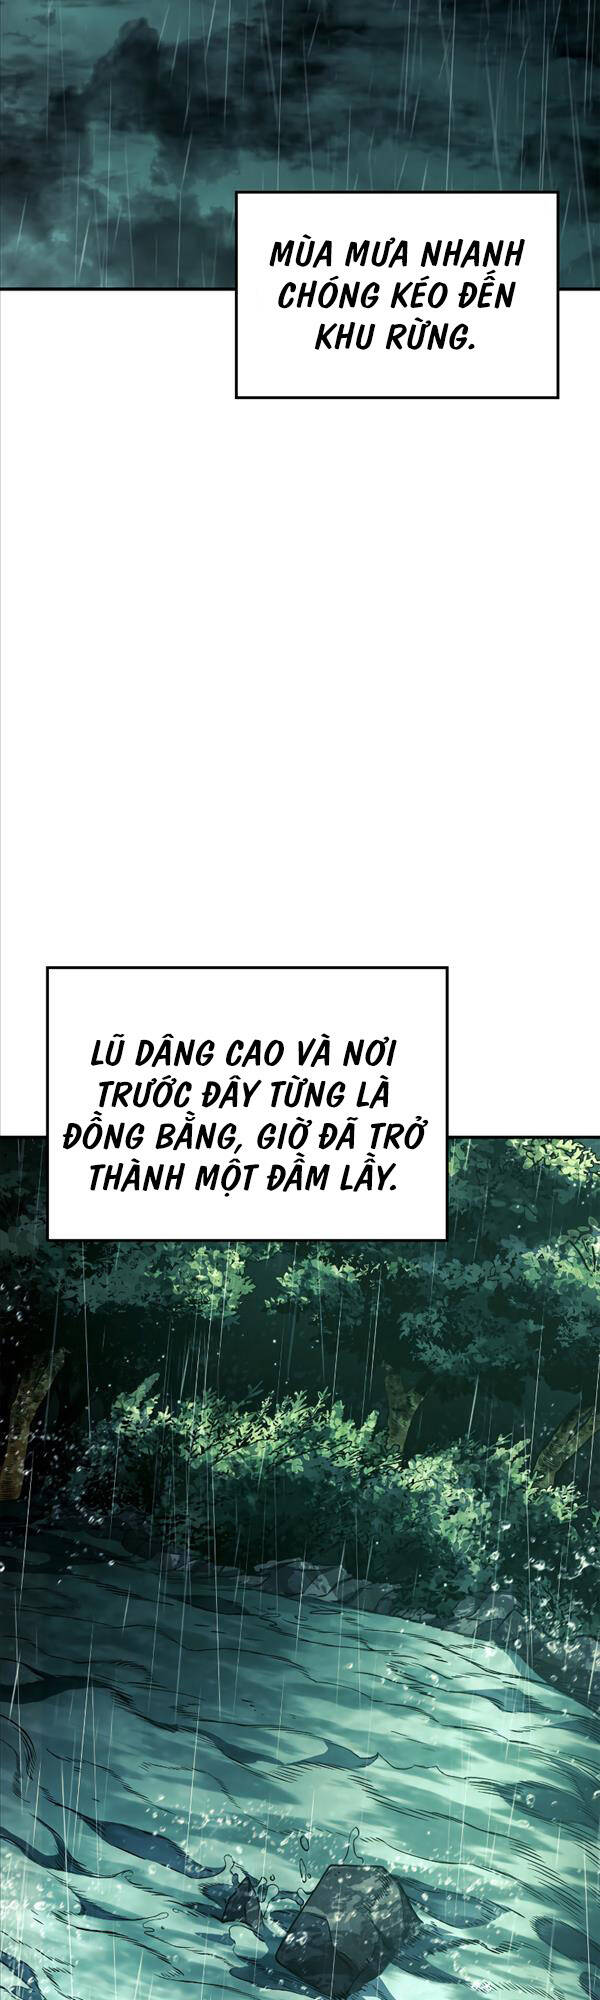 MÙA MƯA NHANH
CHÓNG KÉO ĐẾN
KHU RỪNG.
LŨ DÂNG CAO VÀ NƠI
TRƯỚC ĐÂY TỪNG LÀ
ĐỒNG BẰNG, GIỜ ĐÃ TRỞ
THÀNH MỘT ĐẦM LẦY.